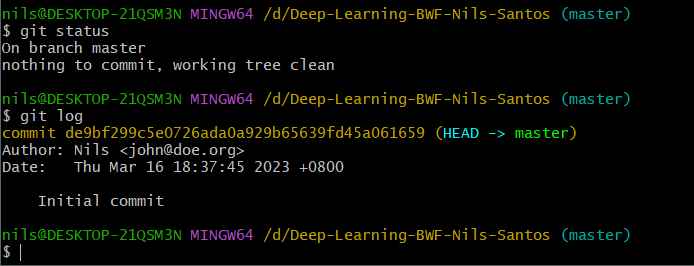 nils@DESKTOP-21QSM3N MINGW64 /d/Deep-Learning-BWF-Nils-Santos (master)
$ git status
On branch master
nothing to commit, working tree clean
nils@DESKTOP-21QSM3N MINGW64 /d/Deep-Learning-BWF-Nils-Santos (master)
$ git log
commit de9bf299c5e0726ada0a929b65639fd45a061659 (HEAD -> master)
Author: Nils <john@doe.org>
Date:   Thu Mar 16 18:37:45 2023 +0800
    Initial commit
nils@DESKTOP-21QSM3N MINGW64 /d/Deep-Learning-BWF-Nils-Santos (master)
$